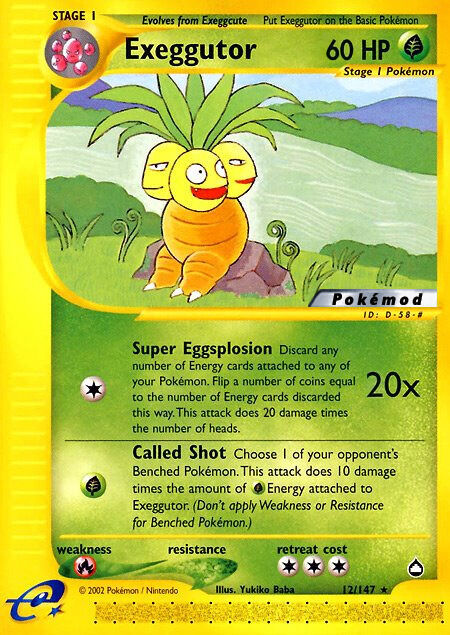 STAGE 1
Evolves from Exeggcute
Put Exeggutor on the Basic Pokémon
Exeggutor
60 HP
Stage 1 Pokémon
Pokémod
ID: D-58-#
Super Eggsplosion Discard any
number of Energy cards attached to any of
your Pokémon. Flip a number of coins equal
to the number of Energy cards discarded
this way. This attack does 20 damage times
the number of heads.
20x
Called Shot Choose 1 of your opponent's
Benched Pokémon. This attack does 10 damage
times the amount of Energy attached to
Exeggutor. (Don't apply Weakness or Resistance
for Benched Pokémon.)
weakness
resistance
retreat cost
© 2002 Pokémon / Nintendo
Illus. Yukiko Baba
12/147 ★
e